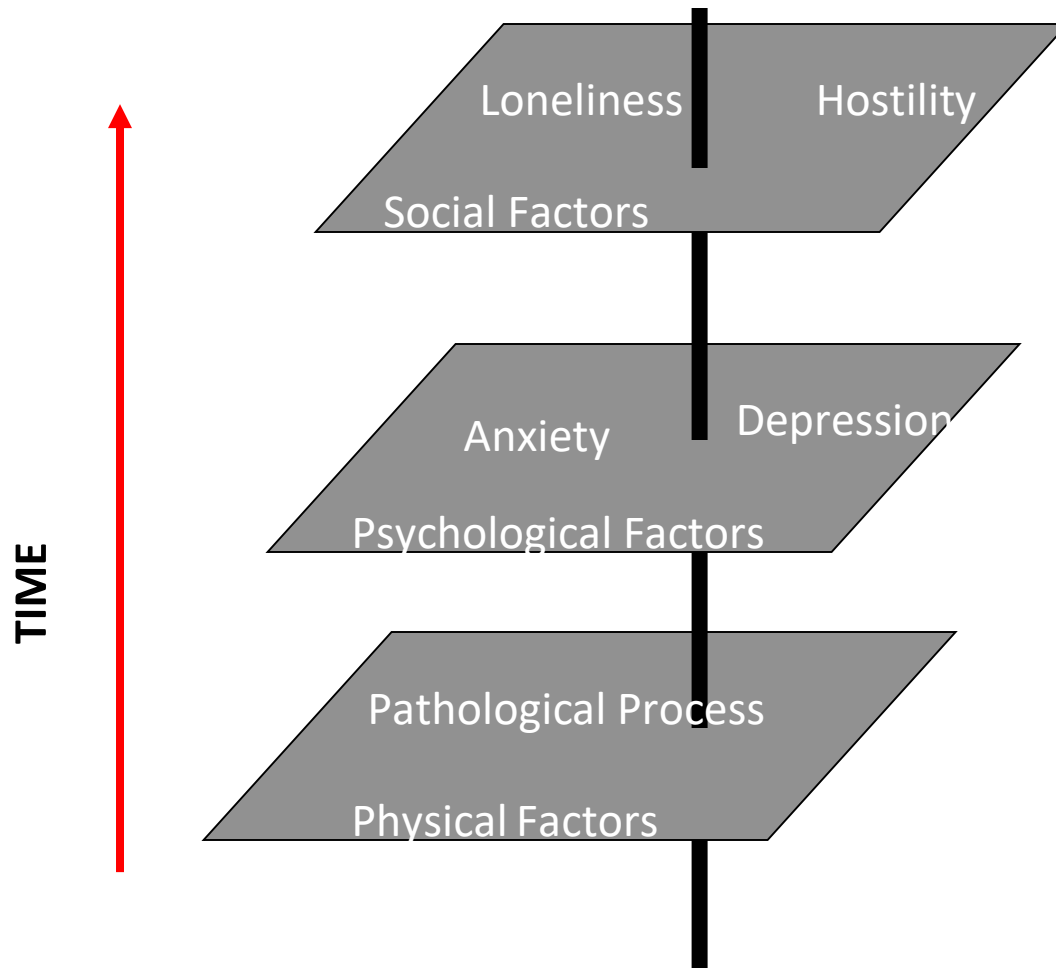 Loneliness
Hostility
Social Factors
Anxiety
Depression
Psychological Factors
TIME
Pathological Process
Physical Factors